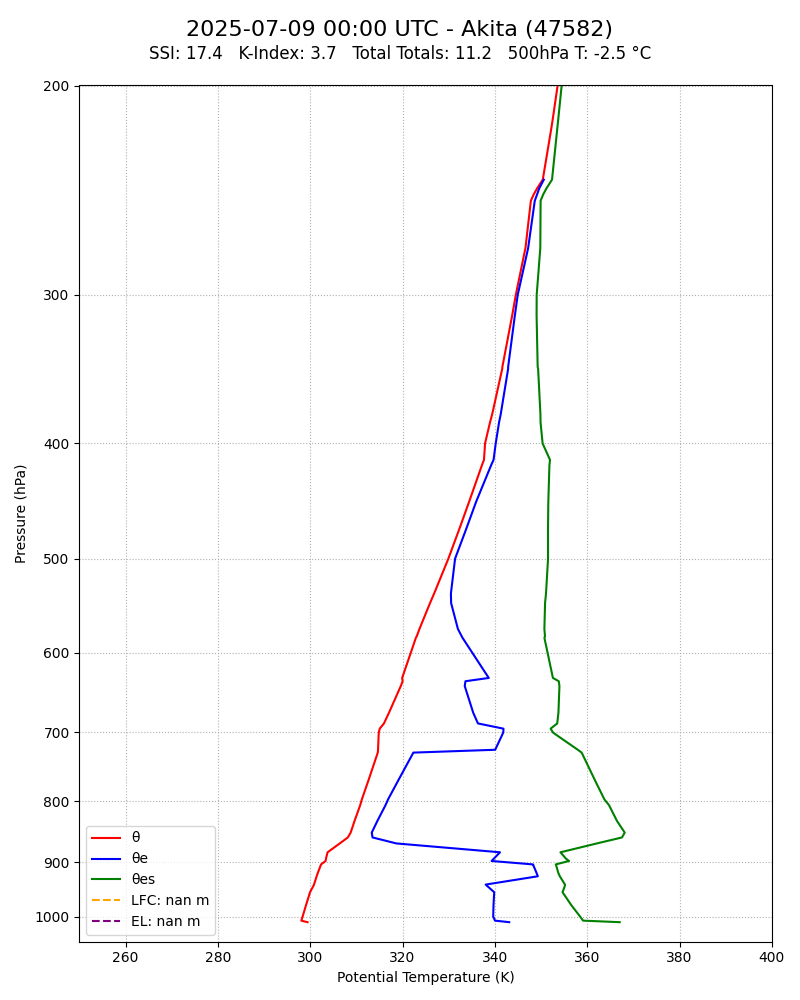 2025-07-09 00:00 UTC - Akita (47582)
SSI: 17.4   K-Index: 3.7   Total Totals: 11.2   500hPa T: -2.5 °C
200
300
400
500
600
700
800
900
1000
Pressure (hPa)
θ
θe
θes
LFC: nan m
EL: nan m
260
280
300
320
340
360
380
400
Potential Temperature (K)